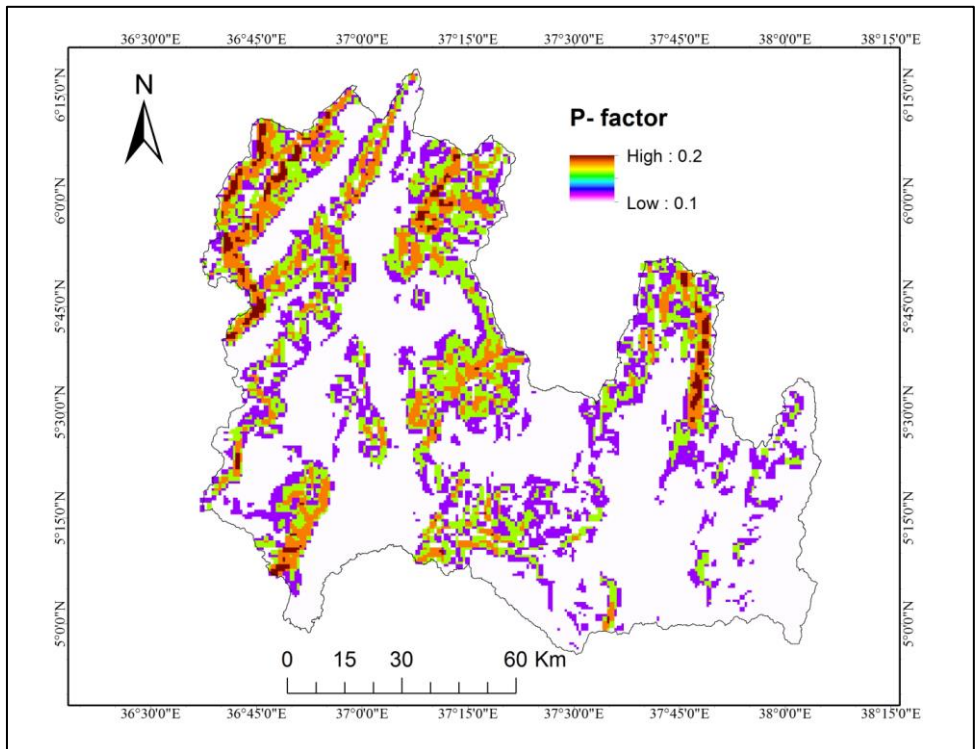 36°30'0"E 36°45'0"E 37°0'0"E 37°15'0"E 37°30'0"E 37°45'0"E 38°0'0"E 38°15'0"E
N
P- factor
High : 0.2
Low : 0.1
6°15'0"N 6°15'0"N
6°0'0"N 6°0'0"N
5°45'0"N 5°45'0"N
5°30'0"N 5°30'0"N
5°15'0"N 5°15'0"N
5°0'0"N 5°0'0"N
0 15 30 60 Km
36°30'0"E 36°45'0"E 37°0'0"E 37°15'0"E 37°30'0"E 37°45'0"E 38°0'0"E 38°15'0"E